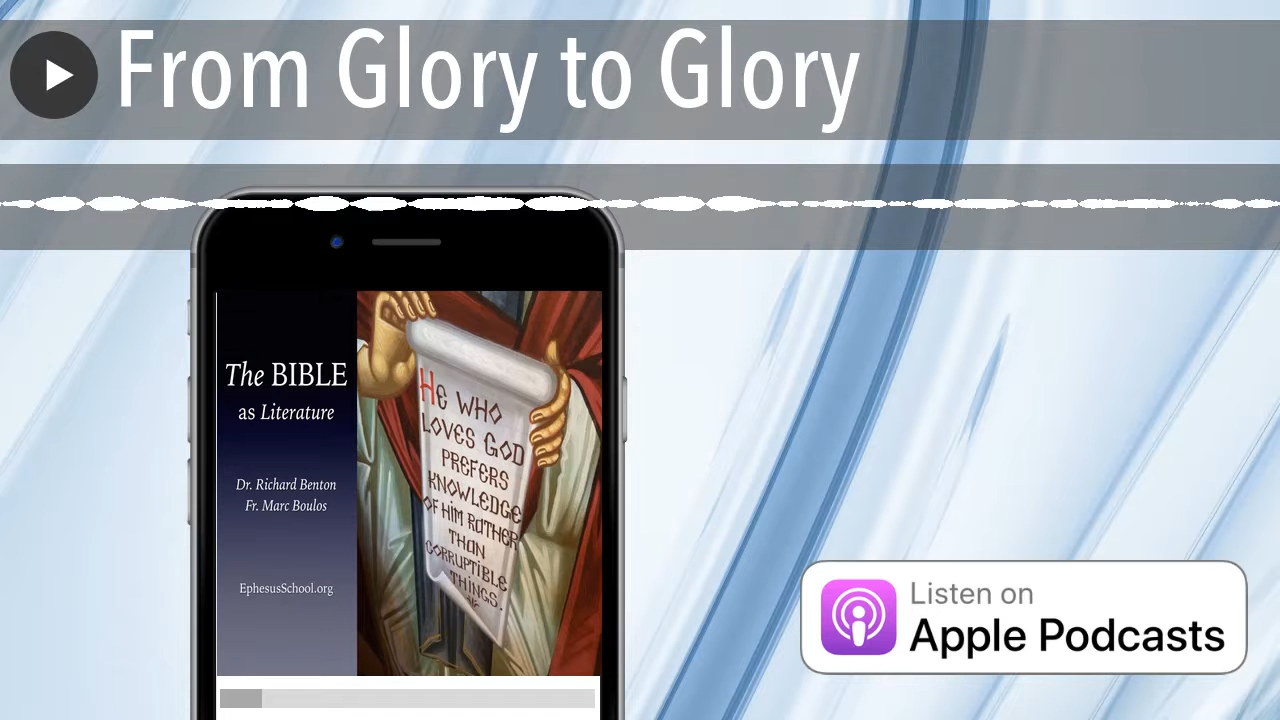 From Glory to Glory
The BIBLE
as Literature
Dr. Richard Benton
Fr. Marc Boulos
EphesusSchool.org
HE WHO
LOVES GOD
PREFERS
KNOWLEDGE
OF HIM RATHER
THAN
CORRUPTIBLE
THINGS.
Listen on
Apple Podcasts